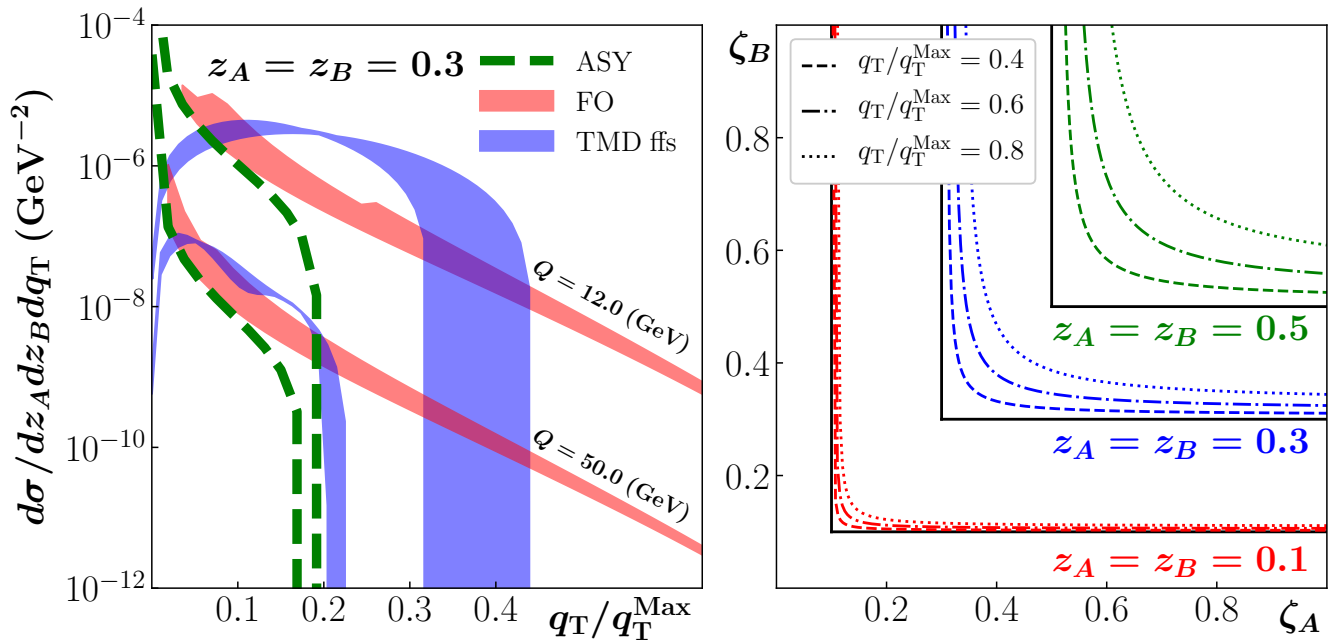 dσ/dz_A dz_B dq_T (GeV⁻²)
10⁻⁴
10⁻⁶
10⁻⁸
10⁻¹⁰
10⁻¹²
z_A = z_B = 0.3
ASY
FO
TMD ffs
Q = 12.0 (GeV)
Q = 50.0 (GeV)
0.1
0.2
0.3
0.4
q_T/q_T^Max
ζ_B
0.8
0.6
0.4
0.2
q_T/q_T^Max = 0.4
q_T/q_T^Max = 0.6
q_T/q_T^Max = 0.8
z_A = z_B = 0.5
z_A = z_B = 0.3
z_A = z_B = 0.1
0.2
0.4
0.6
0.8
ζ_A